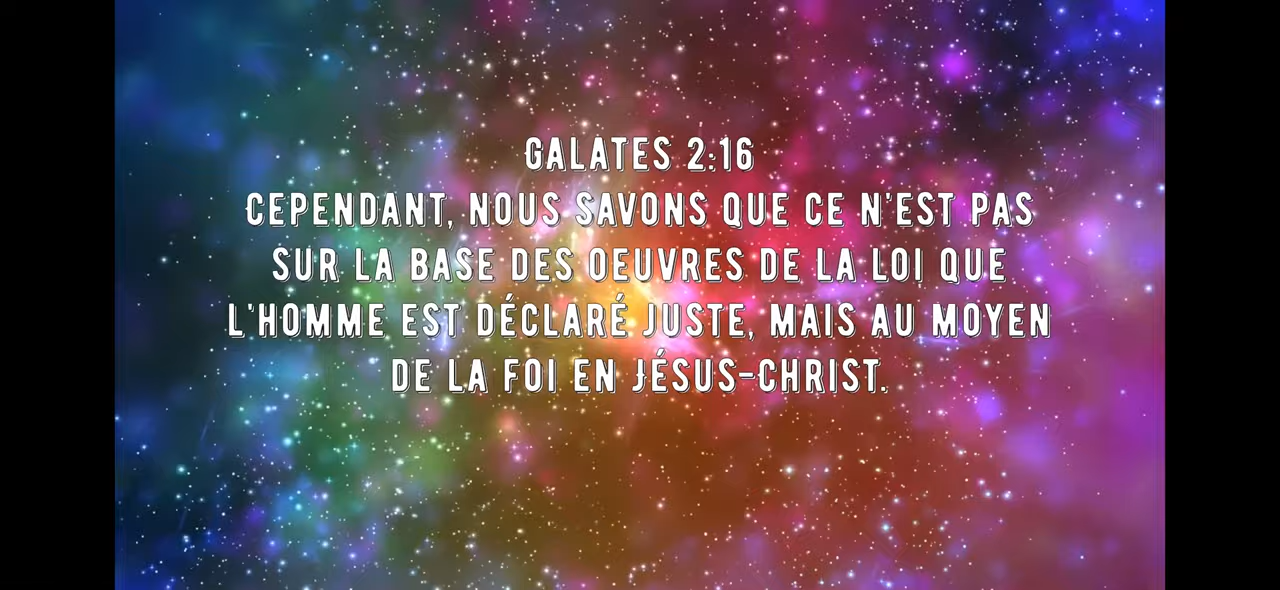 GALATES 2:16
CEPENDANT, NOUS SAVONS QUE CE N'EST PAS
SUR LA BASE DES OEUVRES DE LA LOI QUE
L'HOMME EST DÉCLARÉ JUSTE, MAIS AU MOYEN
DE LA FOI EN JÉSUS-CHRIST.